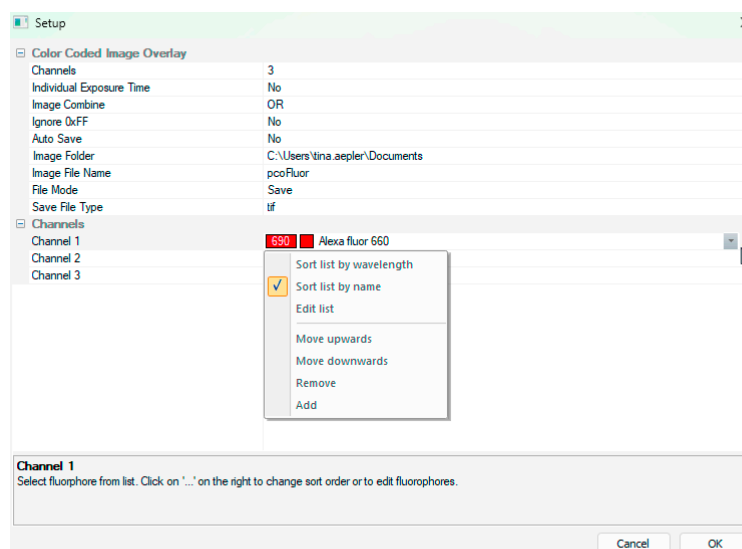 Setup
Color Coded Image Overlay
Channels 3
Individual Exposure Time No
Image Combine OR
Ignore 0xFF No
Auto Save No
Image Folder C:\Users\tina.aepler\Documents
Image File Name pcoFluor
File Mode Save
Save File Type tif
Channels
Channel 1 690 Alexa fluor 660
Channel 2
Channel 3
Sort list by wavelength
Sort list by name
Edit list
Move upwards
Move downwards
Remove
Add
Channel 1
Select fluorphore from list. Click on '...' on the right to change sort order or to edit fluorophores.
Cancel OK